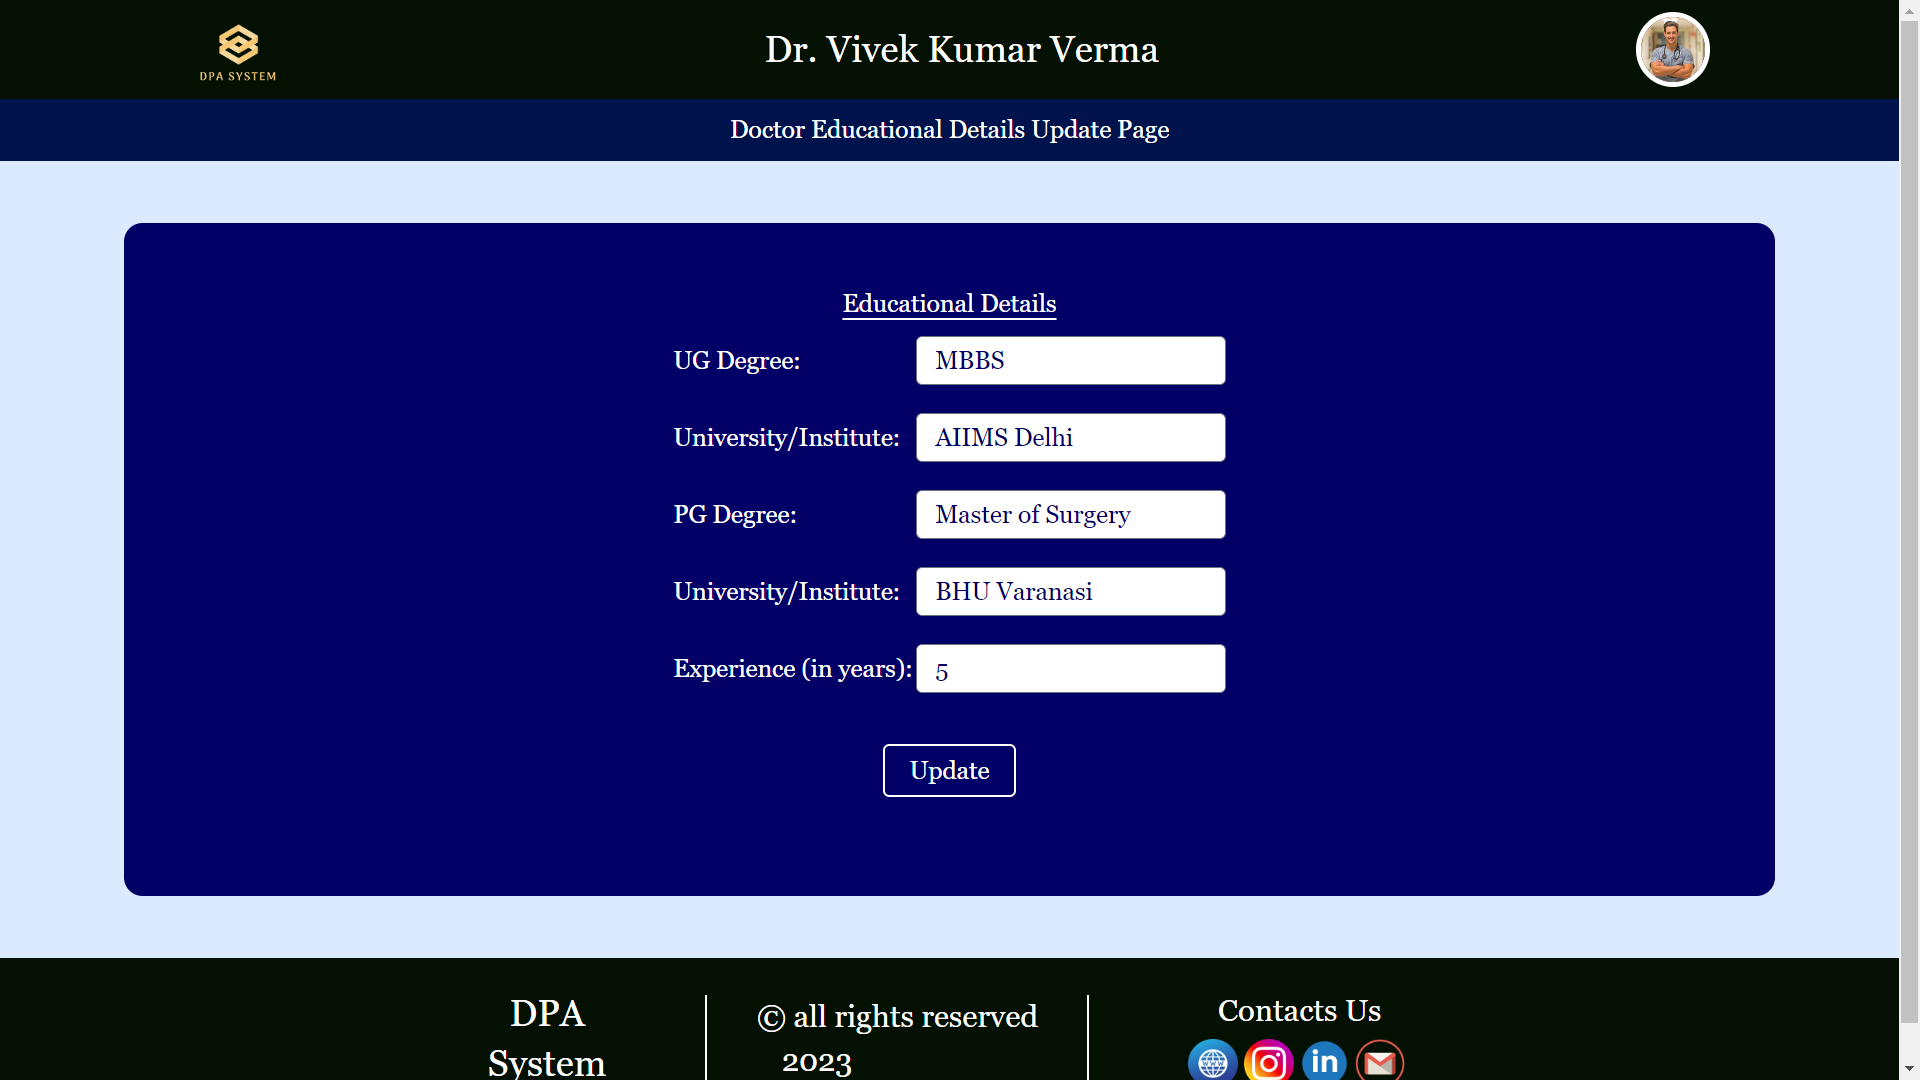 DPA SYSTEM
Dr. Vivek Kumar Verma
Doctor Educational Details Update Page
Educational Details
UG Degree: MBBS
University/Institute: AIIMS Delhi
PG Degree: Master of Surgery
University/Institute: BHU Varanasi
Experience (in years): 5
Update
DPA
System
© all rights reserved
2023
Contacts Us
in